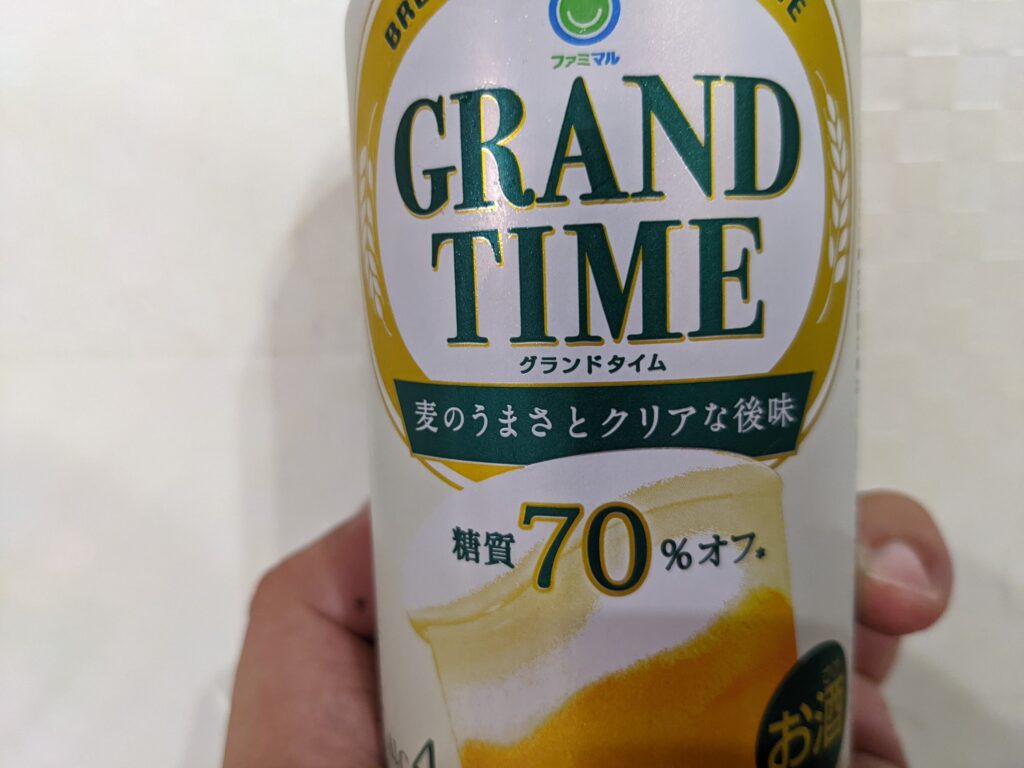 ファミマル
GRAND
TIME
グランドタイム
麦のうまさとクリアな後味
糖質70%オフ*
お酒